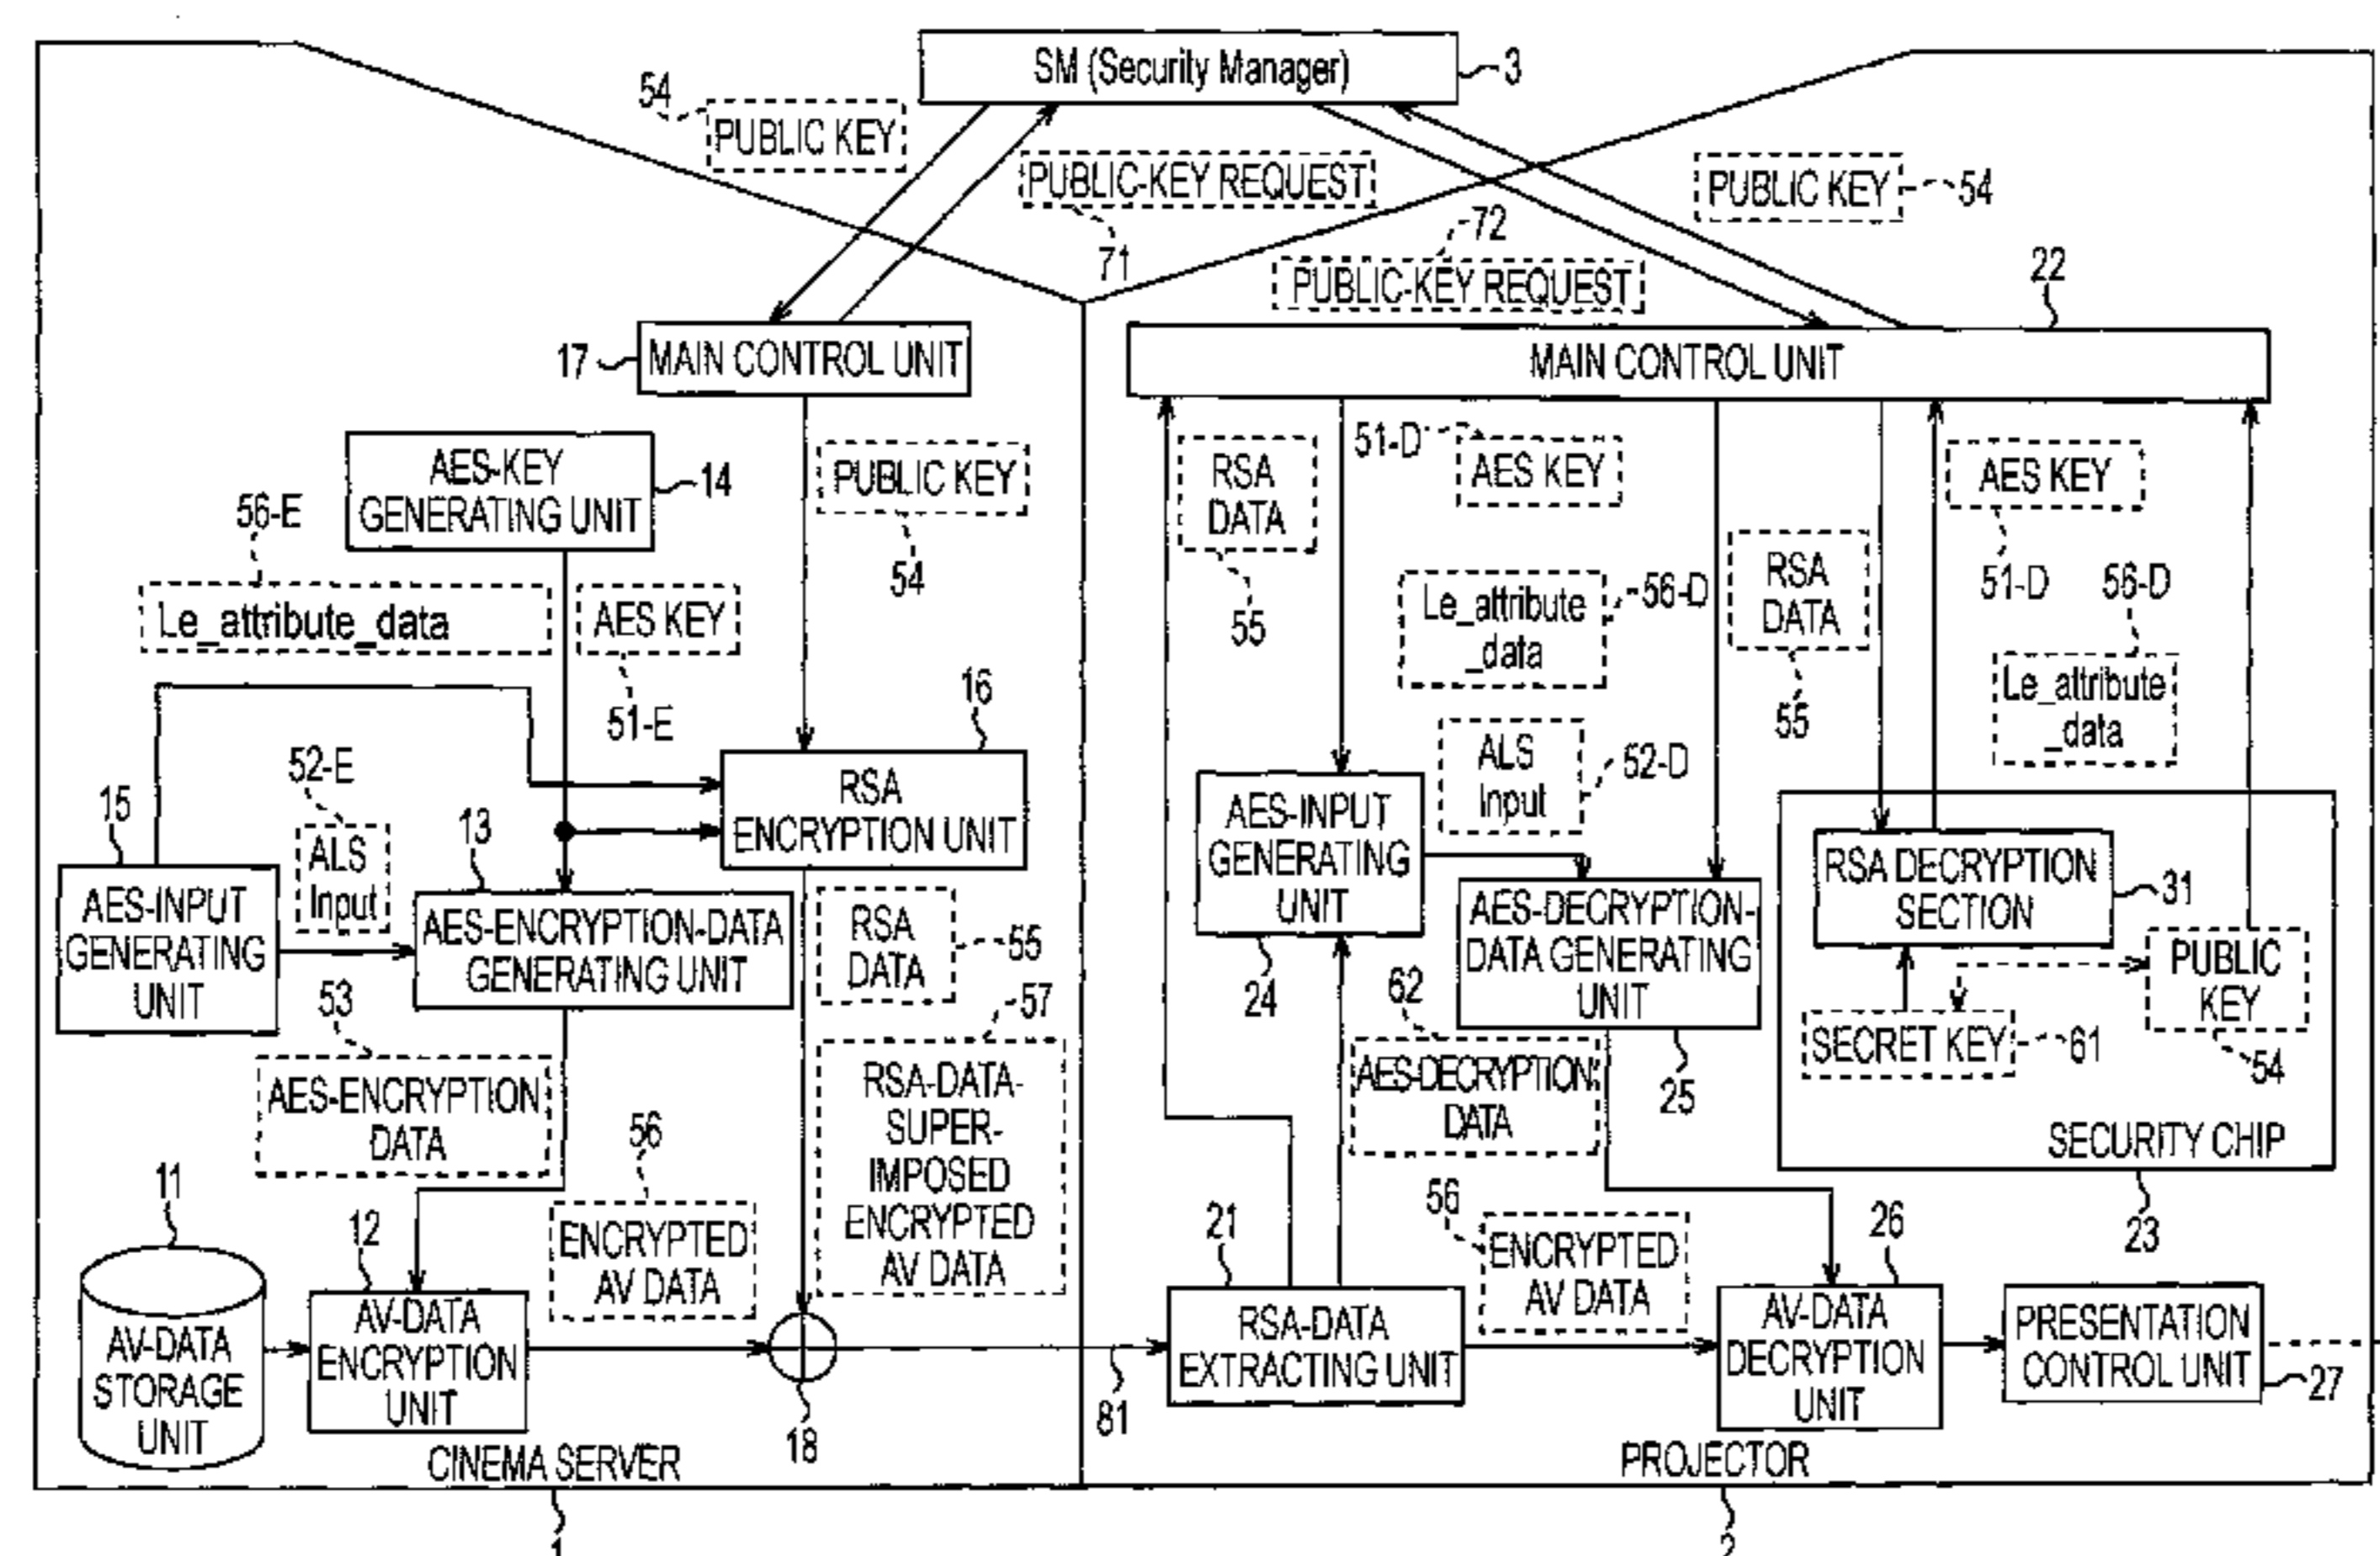 SM (Security Manager)
3
54
PUBLIC KEY
PUBLIC-KEY REQUEST
71
PUBLIC KEY
54
72
PUBLIC-KEY REQUEST
22
17
MAIN CONTROL UNIT
MAIN CONTROL UNIT
AES-KEY
GENERATING UNIT
14
PUBLIC KEY
54
56-E
Le_attribute_data
AES KEY
51-E
16
RSA
ENCRYPTION UNIT
15
AES-INPUT
GENERATING
UNIT
52-E
ALS
Input
13
AES-ENCRYPTION-DATA
GENERATING UNIT
RSA
DATA
55
53
AES-ENCRYPTION
DATA
57
RSA-DATA-
SUPER-
IMPOSED
ENCRYPTED
AV DATA
56
ENCRYPTED
AV DATA
11
AV-DATA
STORAGE
UNIT
12
AV-DATA
ENCRYPTION
UNIT
18
81
CINEMA SERVER
1
RSA
DATA
55
51-D
AES KEY
Le_attribute
_data
56-D
RSA
DATA
55
AES KEY
51-D
56-D
Le_attribute
_data
ALS
Input
52-D
AES-INPUT
GENERATING
UNIT
24
AES-DECRYPTION-
DATA GENERATING
UNIT
25
62
AES-DECRYPTION
DATA
RSA DECRYPTION
SECTION
31
PUBLIC
KEY
54
SECRET KEY
61
SECURITY CHIP
23
21
RSA-DATA
EXTRACTING UNIT
56
ENCRYPTED
AV DATA
26
AV-DATA
DECRYPTION
UNIT
PRESENTATION
CONTROL UNIT
27
PROJECTOR
2